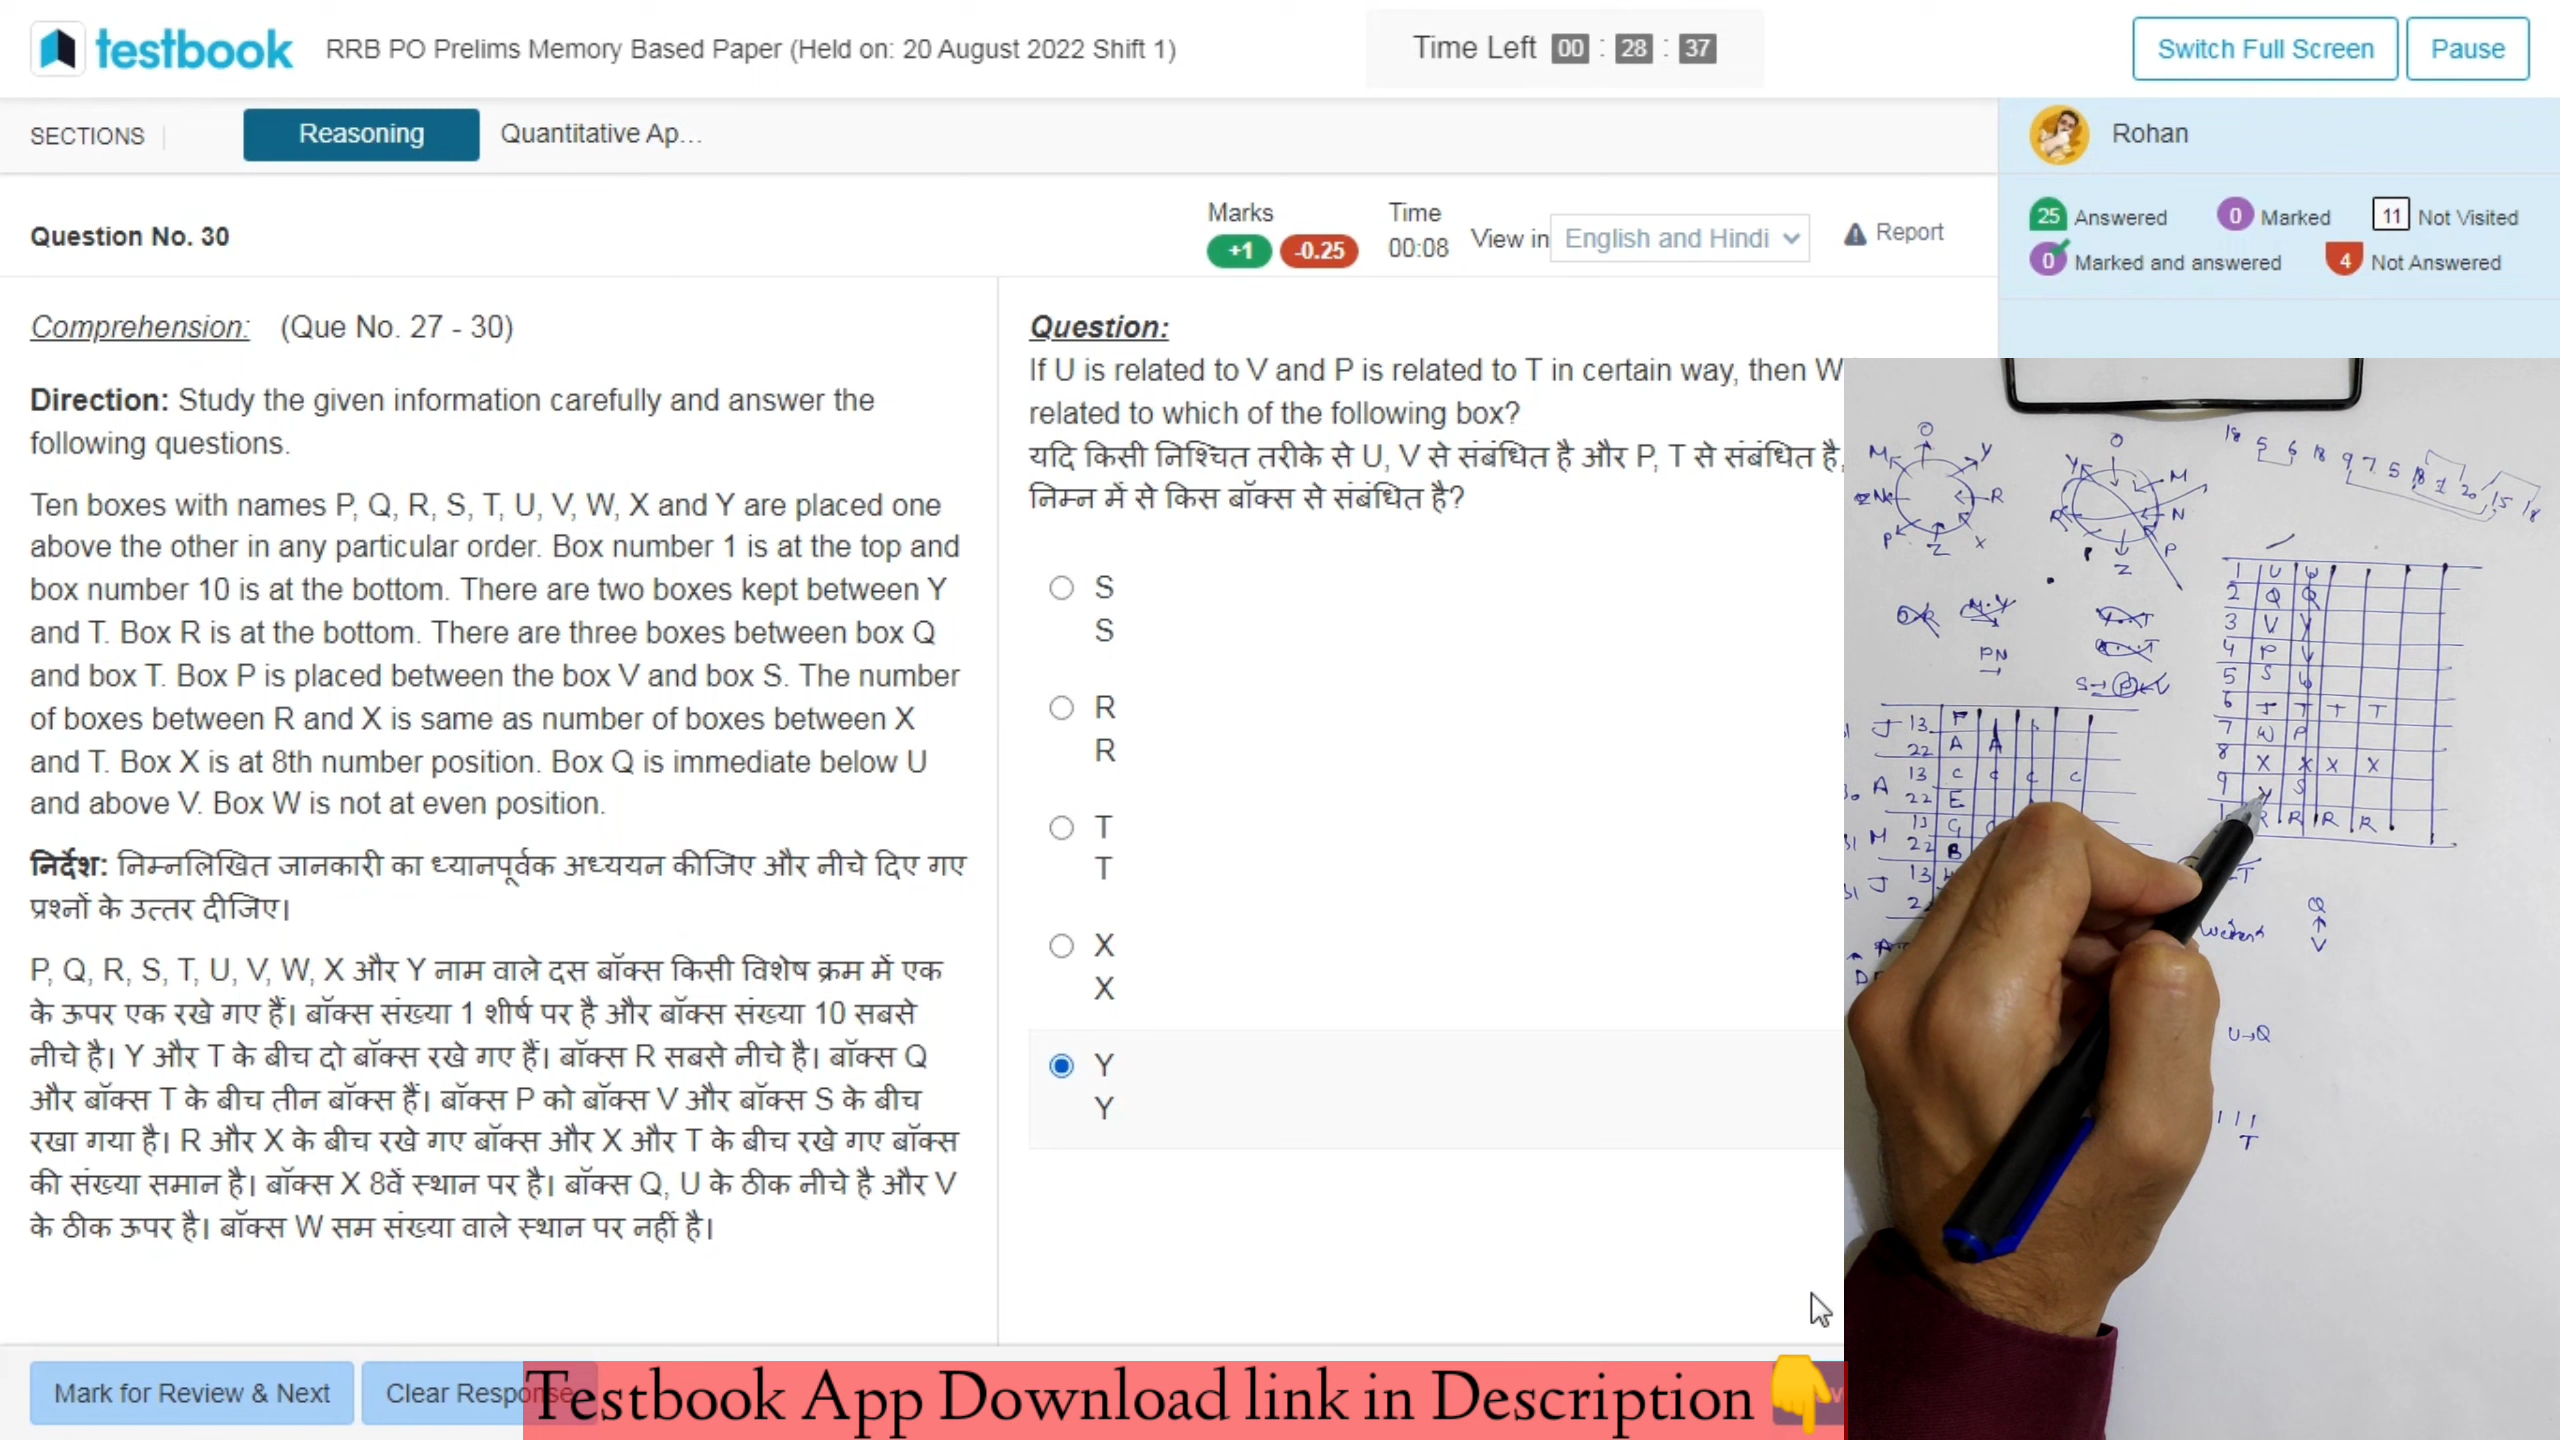 testbook
RRB PO Prelims Memory Based Paper (Held on: 20 August 2022 Shift 1)
Time Left 00 : 28 : 37
Switch Full Screen
Pause
SECTIONS
Reasoning
Quantitative Ap...
Rohan
25 Answered
0 Marked
11 Not Visited
0 Marked and answered
4 Not Answered
Question No. 30
Marks
+1 -0.25
Time
00:08
View in English and Hindi
Report
Comprehension: (Que No. 27 - 30)
Direction: Study the given information carefully and answer the
following questions.
Ten boxes with names P, Q, R, S, T, U, V, W, X and Y are placed one
above the other in any particular order. Box number 1 is at the top and
box number 10 is at the bottom. There are two boxes kept between Y
and T. Box R is at the bottom. There are three boxes between box Q
and box T. Box P is placed between the box V and box S. The number
of boxes between R and X is same as number of boxes between X
and T. Box X is at 8th number position. Box Q is immediate below U
and above V. Box W is not at even position.
निर्देश: निम्नलिखित जानकारी का ध्यानपूर्वक अध्ययन कीजिए और नीचे दिए गए
प्रश्नों के उत्तर दीजिए।
P, Q, R, S, T, U, V, W, X और Y नाम वाले दस बॉक्स किसी विशेष क्रम में एक
के ऊपर एक रखे गए हैं। बॉक्स संख्या 1 शीर्ष पर है और बॉक्स संख्या 10 सबसे
नीचे है। Y और T के बीच दो बॉक्स रखे गए हैं। बॉक्स R सबसे नीचे है। बॉक्स Q
और बॉक्स T के बीच तीन बॉक्स हैं। बॉक्स P को बॉक्स V और बॉक्स S के बीच
रखा गया है। R और X के बीच रखे गए बॉक्स और X और T के बीच रखे गए बॉक्स
की संख्या समान है। बॉक्स X 8वें स्थान पर है। बॉक्स Q, U के ठीक नीचे है और V
के ठीक ऊपर है। बॉक्स W सम संख्या वाले स्थान पर नहीं है।
Question:
If U is related to V and P is related to T in certain way, then W
related to which of the following box?
यदि किसी निश्चित तरीके से U, V से संबंधित है और P, T से संबंधित है,
निम्न में से किस बॉक्स से संबंधित है?
S
S
R
R
T
T
X
X
Y
Y
Mark for Review & Next
Clear Response
Testbook App Download link in Description
1 U
2 Q Q
3 V Y
4 P V
5 S
6 T T T T
7 W P
8 X X X X
9 Y S
R R R R
PN
U→Q